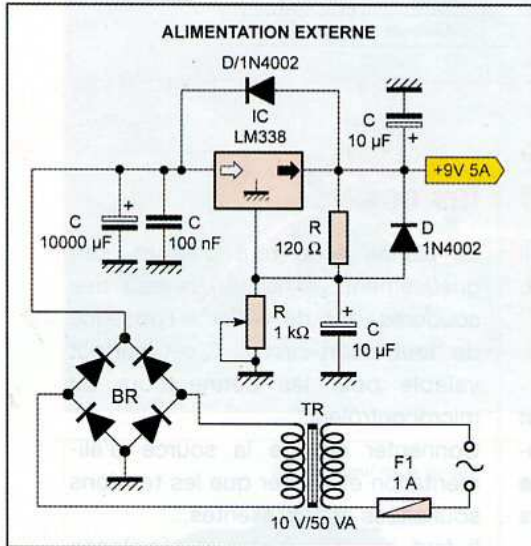 ALIMENTATION EXTERNE
D/1N4002
IC
LM338
C
10 µF
+
+9V 5A
+
C
10000 µF
C
100 nF
R
120 Ω
D
1N4002
R
1 kΩ
+
C
10 µF
BR
TR
F1
1 A
10 V/50 VA